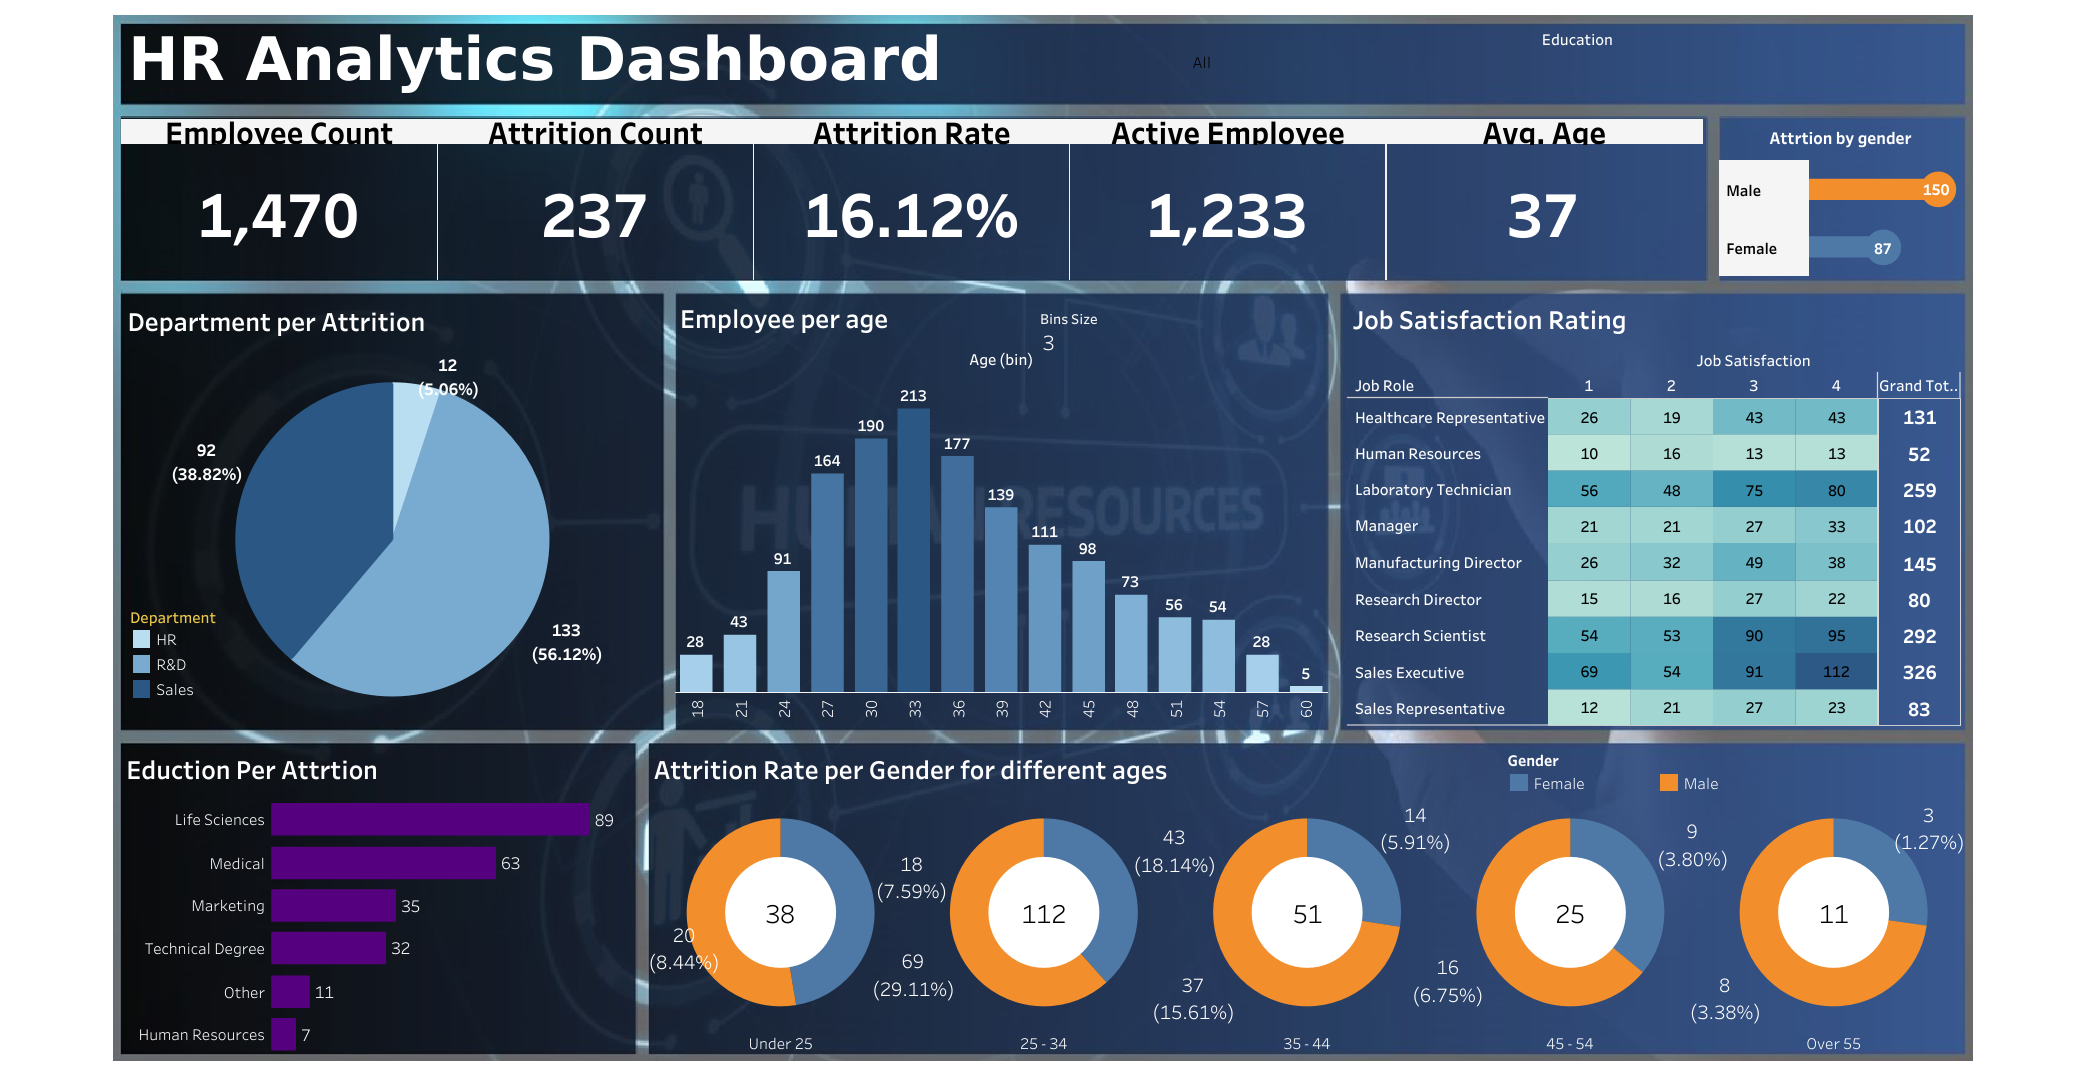 HR Analytics Dashboard
Education
All
Employee Count Attrition Count Attrition Rate Active Employee Avg. Age
1,470 237 16.12% 1,233 37
Attrtion by gender
Male 150
Female 87
Department per Attrition
12
(5.06%)
92
(38.82%)
133
(56.12%)
Department
HR
R&D
Sales
Employee per age
Bins Size
3
Age (bin)
28 43 91 164 190 213 177 139 111 98 73 56 54 28 5
18 21 24 27 30 33 36 39 42 45 48 51 54 57 60
HUMAN RESOURCES
Job Satisfaction Rating
Job Satisfaction
Job Role 1 2 3 4 Grand Tot..
Healthcare Representative 26 19 43 43 131
Human Resources 10 16 13 13 52
Laboratory Technician 56 48 75 80 259
Manager 21 21 27 33 102
Manufacturing Director 26 32 49 38 145
Research Director 15 16 27 22 80
Research Scientist 54 53 90 95 292
Sales Executive 69 54 91 112 326
Sales Representative 12 21 27 23 83
Eduction Per Attrtion
Life Sciences 89
Medical 63
Marketing 35
Technical Degree 32
Other 11
Human Resources 7
Attrition Rate per Gender for different ages
Gender
Female Male
38
18
(7.59%)
20
(8.44%)
Under 25
112
43
(18.14%)
69
(29.11%)
25 - 34
51
14
(5.91%)
37
(15.61%)
35 - 44
25
9
(3.80%)
16
(6.75%)
45 - 54
11
3
(1.27%)
8
(3.38%)
Over 55